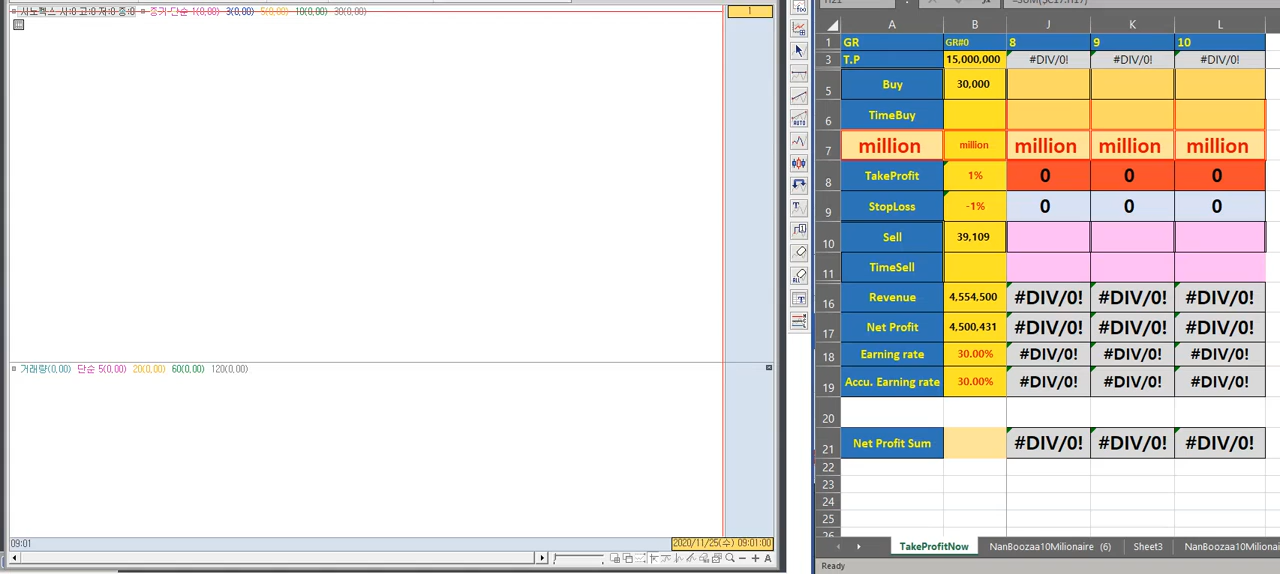 시노펙스 시:0 고:0 저:0 종:0 종가 단순 1(0,00) 3(0,00) 5(0,00) 10(0,00) 30(0,00)
1
거래량(0,00) 단순 5(0,00) 20(0,00) 60(0,00) 120(0,00)
09:01
2020/11/25(수) 09:01:00
A
AUTO
ALL
A B J K L
1 GR GR#0 8 9 10
3 T.P 15,000,000 #DIV/0! #DIV/0! #DIV/0!
5 Buy 30,000
6 TimeBuy
7 million million million million million
8 TakeProfit 1% 0 0 0
9 StopLoss -1% 0 0 0
10 Sell 39,109
11 TimeSell
16 Revenue 4,554,500 #DIV/0! #DIV/0! #DIV/0!
17 Net Profit 4,500,431 #DIV/0! #DIV/0! #DIV/0!
18 Earning rate 30.00% #DIV/0! #DIV/0! #DIV/0!
19 Accu. Earning rate 30.00% #DIV/0! #DIV/0! #DIV/0!
20
21 Net Profit Sum #DIV/0! #DIV/0! #DIV/0!
22
23
24
25
26
TakeProfitNow NanBoozaa10Milionaire (6) Sheet3 NanBoozaa10Milionaire
Ready